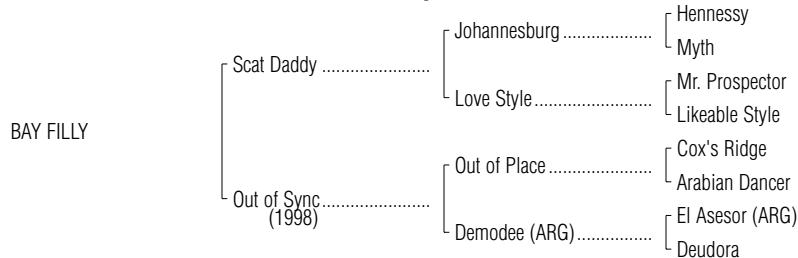 Hennessy
Johannesburg ....................
Myth
Scat Daddy ........................
Mr. Prospector
Love Style..........................
Likeable Style
BAY FILLY
Cox's Ridge
Out of Place .......................
Arabian Dancer
Out of Sync........................
(1998)
El Asesor (ARG)
Demodee (ARG).................
Deudora